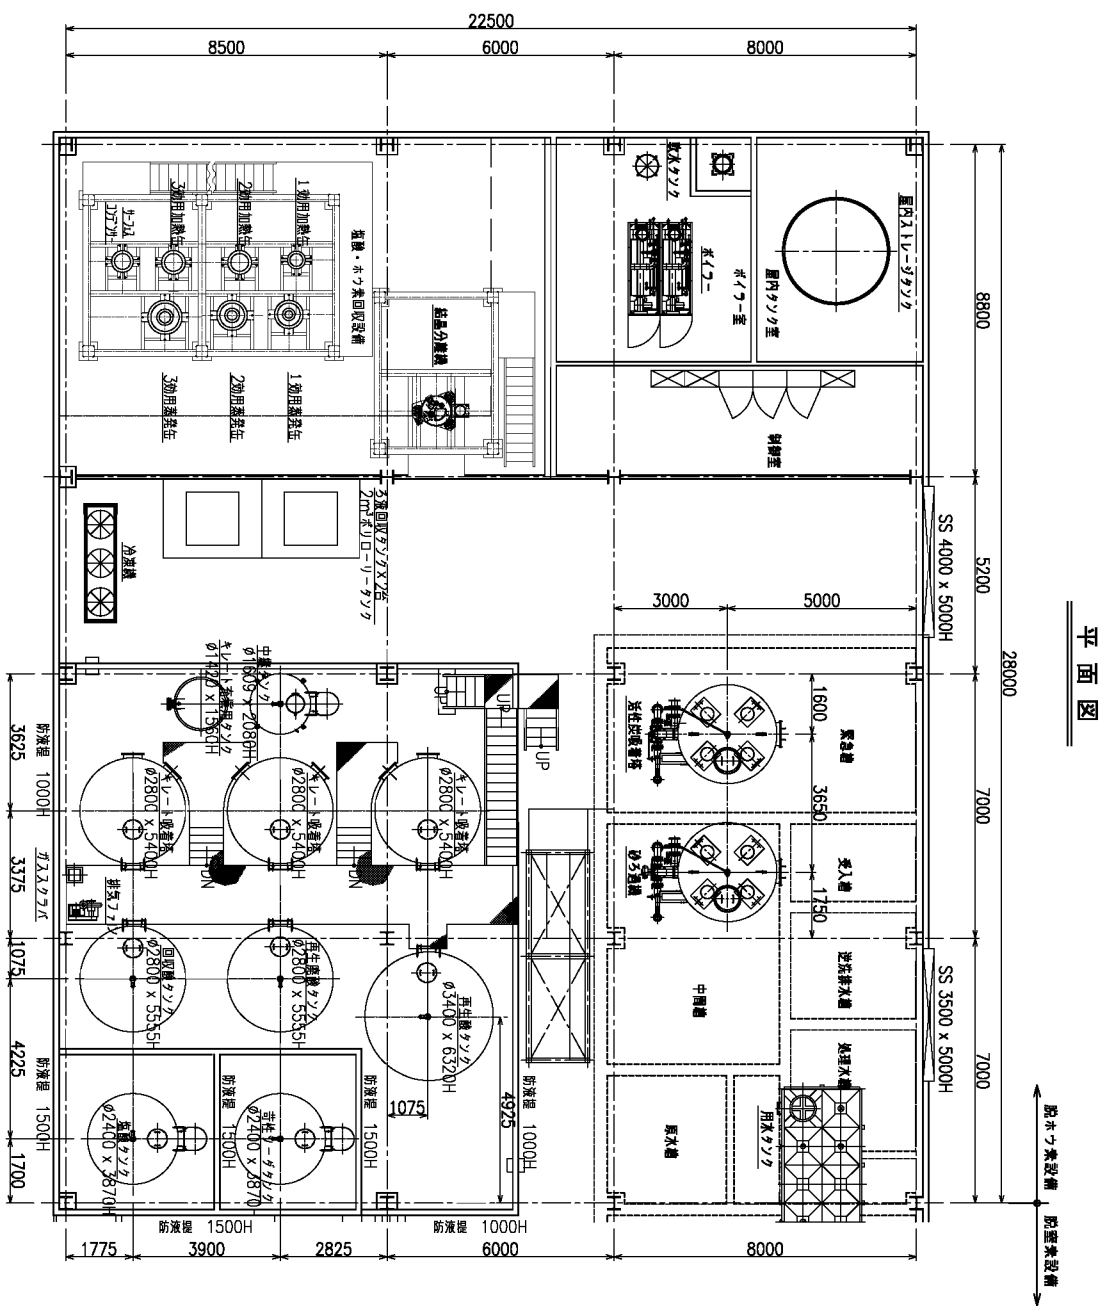 平面図
22500
8500
6000
8000
28000
8800
5200
7000
7000
SS 4000 x 5000H
SS 3500 x 5000H
脱ホウ素設備
脱窒素設備
塩酸・ホウ素回収設備
1効用加熱缶
2効用加熱缶
3効用加熱缶
サーフェス
コンデンサー
1効用蒸発缶
2効用蒸発缶
3効用蒸発缶
結晶分離機
軟水タンク
ボイラー
ボイラー室
屋内ストレージタンク
屋内タンク室
制御室
冷凍機
ろ液回収タンク×2台
2m³ポリローリータンク
3000
5000
1600
3650
1750
緊急槽
活性炭吸着塔
受入槽
砂ろ過機
逆洗排水槽
中間槽
処理水槽
原水槽
用水タンク
中継タンク
ø1609 x 2080H
ø1420 x 1560H
UP
UP
UP
キレート吸着塔
ø2800 x 5400H
キレート吸着塔
ø2800 x 5400H
キレート吸着塔
ø2800 x 5400H
DN
DN
ガスクラバ
排気ファン
回収酸タンク
ø2800 x 5555H
再生廃酸タンク
ø2800 x 5555H
再生酸タンク
ø3400 x 6320H
塩酸タンク
ø2400 x 3870H
苛性ソーダタンク
ø2400 x 3870
1075
4925
防液堤 1000H
防液堤 1500H
防液堤 1500H
防液堤 1500H
防液堤 1000H
防液堤 1500H
防液堤 1000H
3625
3375
1075
4225
1700
1775
3900
2825
6000
8000